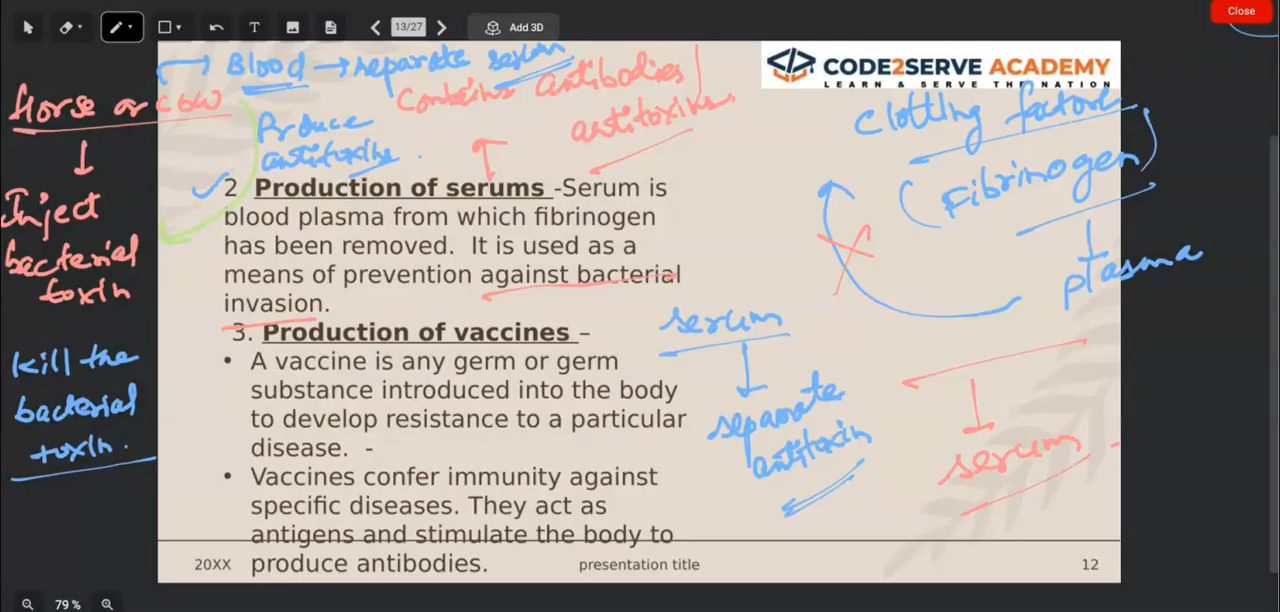 Close
13/27
Add 3D
Blood → separate serum
Contains antibodies
antitoxins
Horse or cow
Produce
antitoxins.
Inject
bacterial
toxin
kill the
bacterial
toxin.
CODE2SERVE ACADEMY
LEARN & SERVE THE NATION
Clotting factors
(Fibrinogen)
plasma
serum
2 Production of serums -Serum is
blood plasma from which fibrinogen
has been removed. It is used as a
means of prevention against bacterial
invasion.
3. Production of vaccines –
• A vaccine is any germ or germ
substance introduced into the body
to develop resistance to a particular
disease. -
• Vaccines confer immunity against
specific diseases. They act as
antigens and stimulate the body to
produce antibodies.
serum
separate
antitoxin
20XX
presentation title
12
79 %